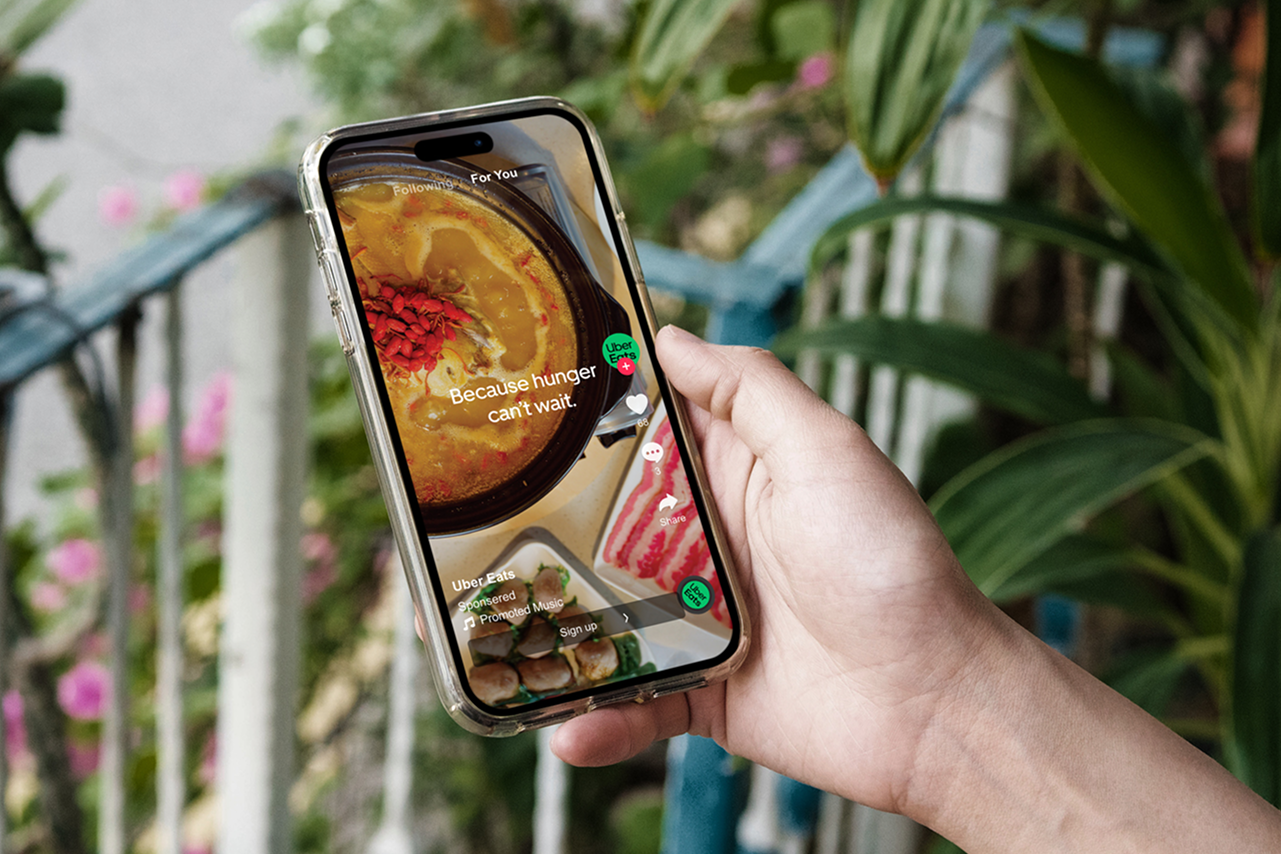 Following
For You
Uber
Eats
Because hunger
can't wait.
68
3
Share
Uber Eats
Sponsered
Promoted Music
Sign up
Uber
Eats